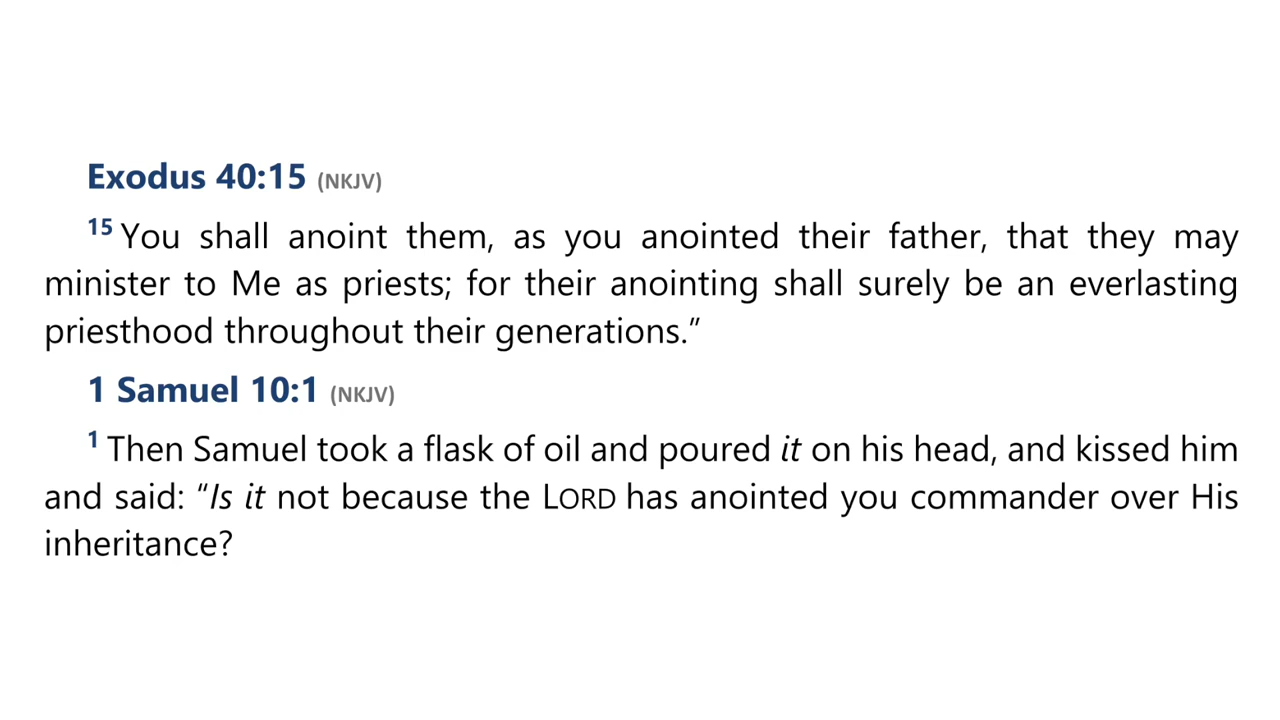 Exodus 40:15 (NKJV)
15 You shall anoint them, as you anointed their father, that they may
minister to Me as priests; for their anointing shall surely be an everlasting
priesthood throughout their generations.”
1 Samuel 10:1 (NKJV)
1 Then Samuel took a flask of oil and poured it on his head, and kissed him
and said: “Is it not because the LORD has anointed you commander over His
inheritance?